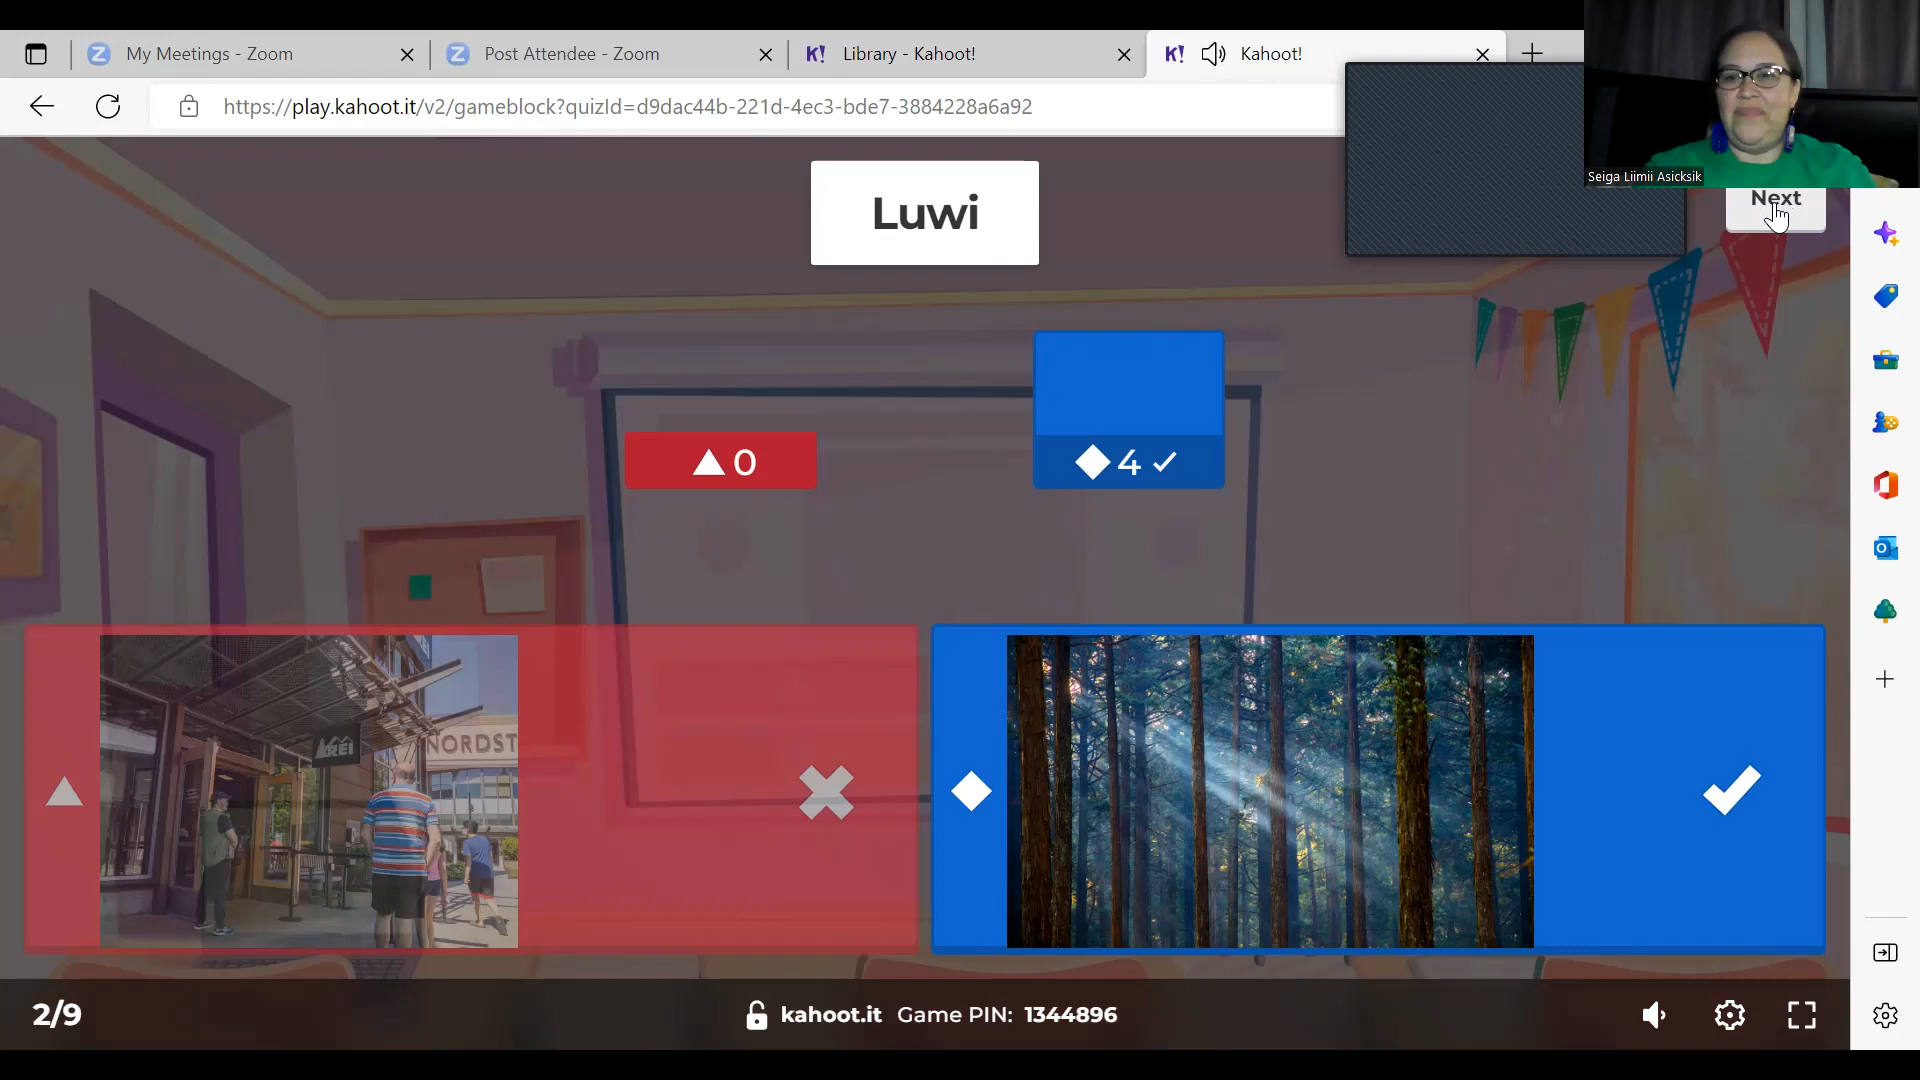 My Meetings - Zoom
Post Attendee - Zoom
Library - Kahoot!
Kahoot!
https://play.kahoot.it/v2/gameblock?quizId=d9dac44b-221d-4ec3-bde7-3884228a6a92
Seiga Liimii Asicksik
Next
Luwi
0
4
REI
NORDST
2/9
kahoot.it Game PIN: 1344896